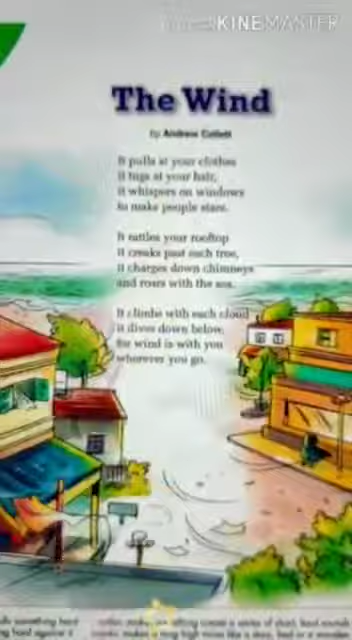 KINEMASTER
The Wind
by Andrew Collett
It pulls at your clothes
it tugs at your hair,
it whispers on windows
to make people stare.
It rattles your rooftop
it creaks past each tree,
it charges down chimneys
and roars with the sea.
It climbs with each cloud
it dives down below,
the wind is with you
wherever you go.